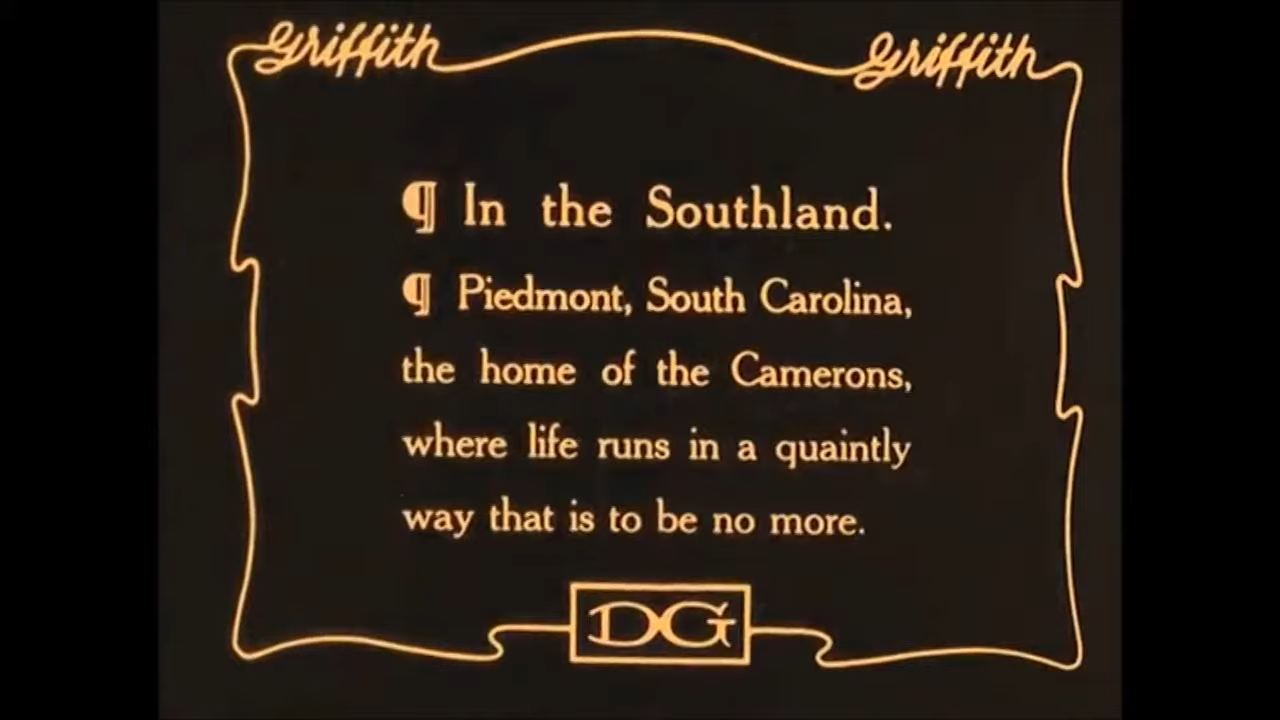 Griffith Griffith
¶ In the Southland.
¶ Piedmont, South Carolina,
the home of the Camerons,
where life runs in a quaintly
way that is to be no more.
DG